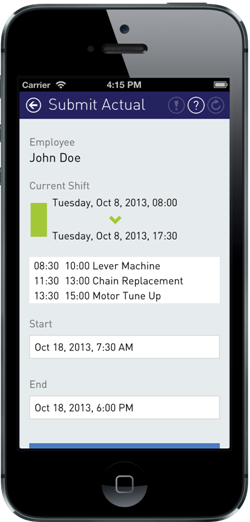 Carrier 4:15 PM
Submit Actual ! ?
Employee
John Doe
Current Shift
Tuesday, Oct 8, 2013, 08:00
Tuesday, Oct 8, 2013, 17:30
08:30 10:00 Lever Machine
11:30 13:00 Chain Replacement
13:30 15:00 Motor Tune Up
Start
Oct 18, 2013, 7:30 AM
End
Oct 18, 2013, 6:00 PM